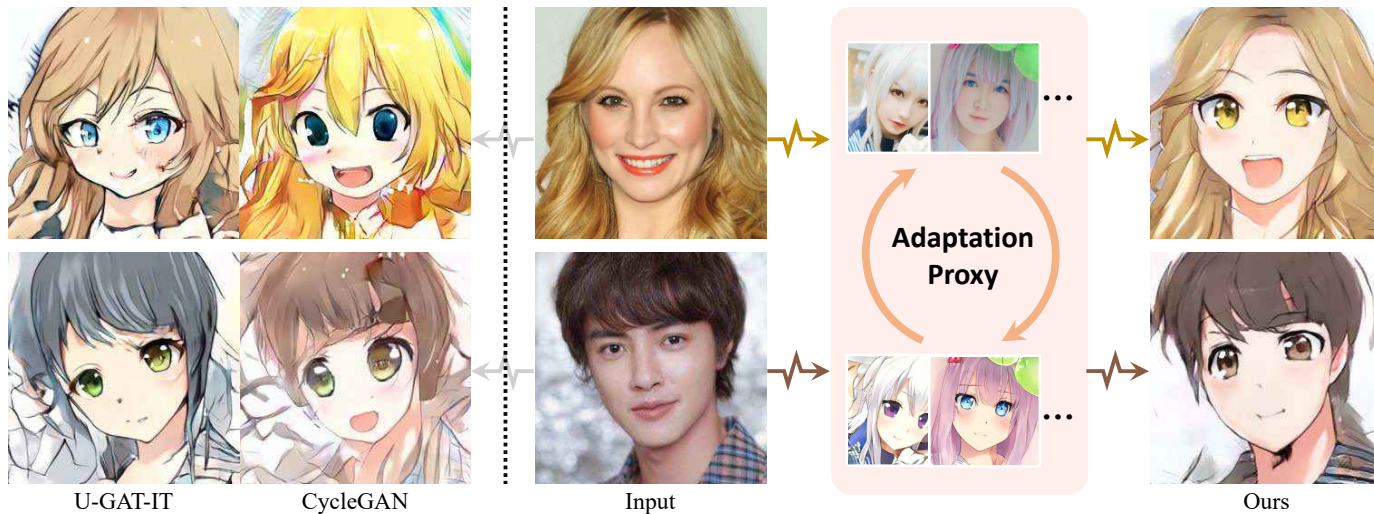 ...
Adaptation
Proxy
...
U-GAT-IT
CycleGAN
Input
Ours